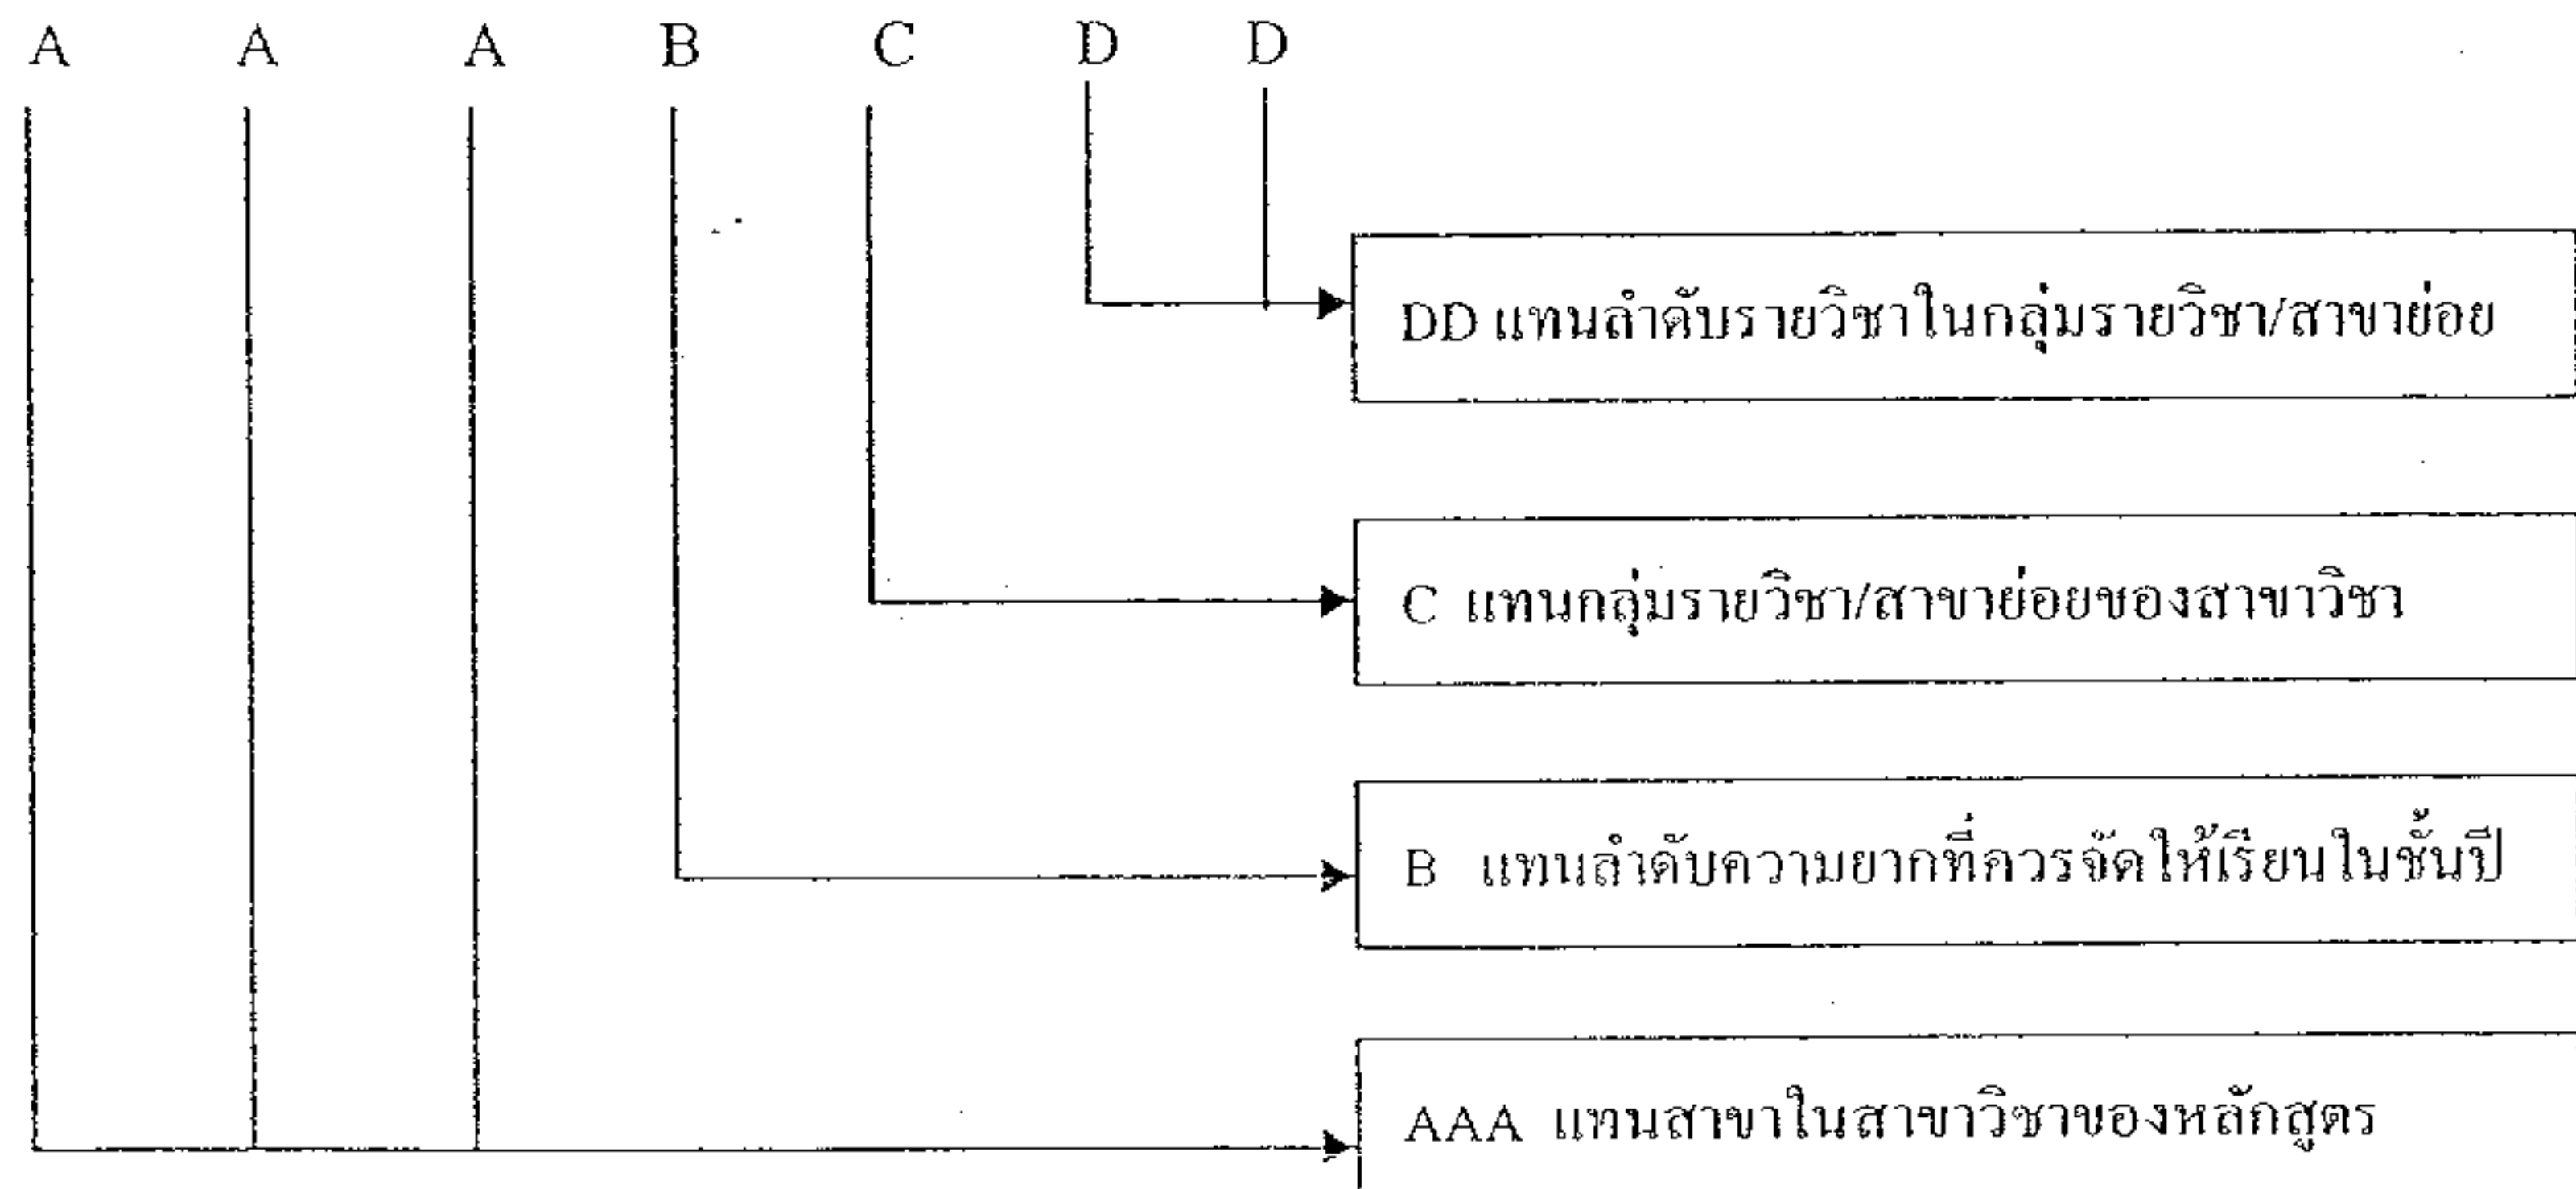 A A A B C D D
DD แทนลำดับรายวิชาในกลุ่มรายวิชา/สาขาย่อย
C แทนกลุ่มรายวิชา/สาขาย่อยของสาขาวิชา
B แทนลำดับความยากที่ควรจัดให้เรียนในชั้นปี
AAA แทนสาขาในสาขาวิชาของหลักสูตร